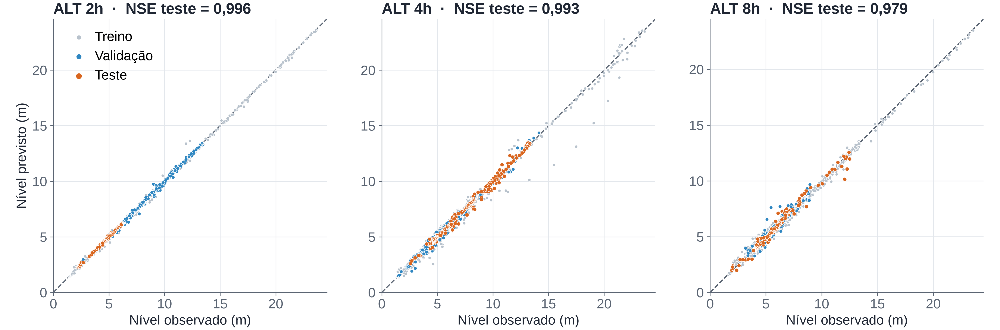 ALT 2h · NSE teste = 0,996
Treino
Validação
Teste
Nível previsto (m)
20
15
10
5
0
0 5 10 15 20
Nível observado (m)
ALT 4h · NSE teste = 0,993
20
15
10
5
0
0 5 10 15 20
Nível observado (m)
ALT 8h · NSE teste = 0,979
20
15
10
5
0
0 5 10 15 20
Nível observado (m)